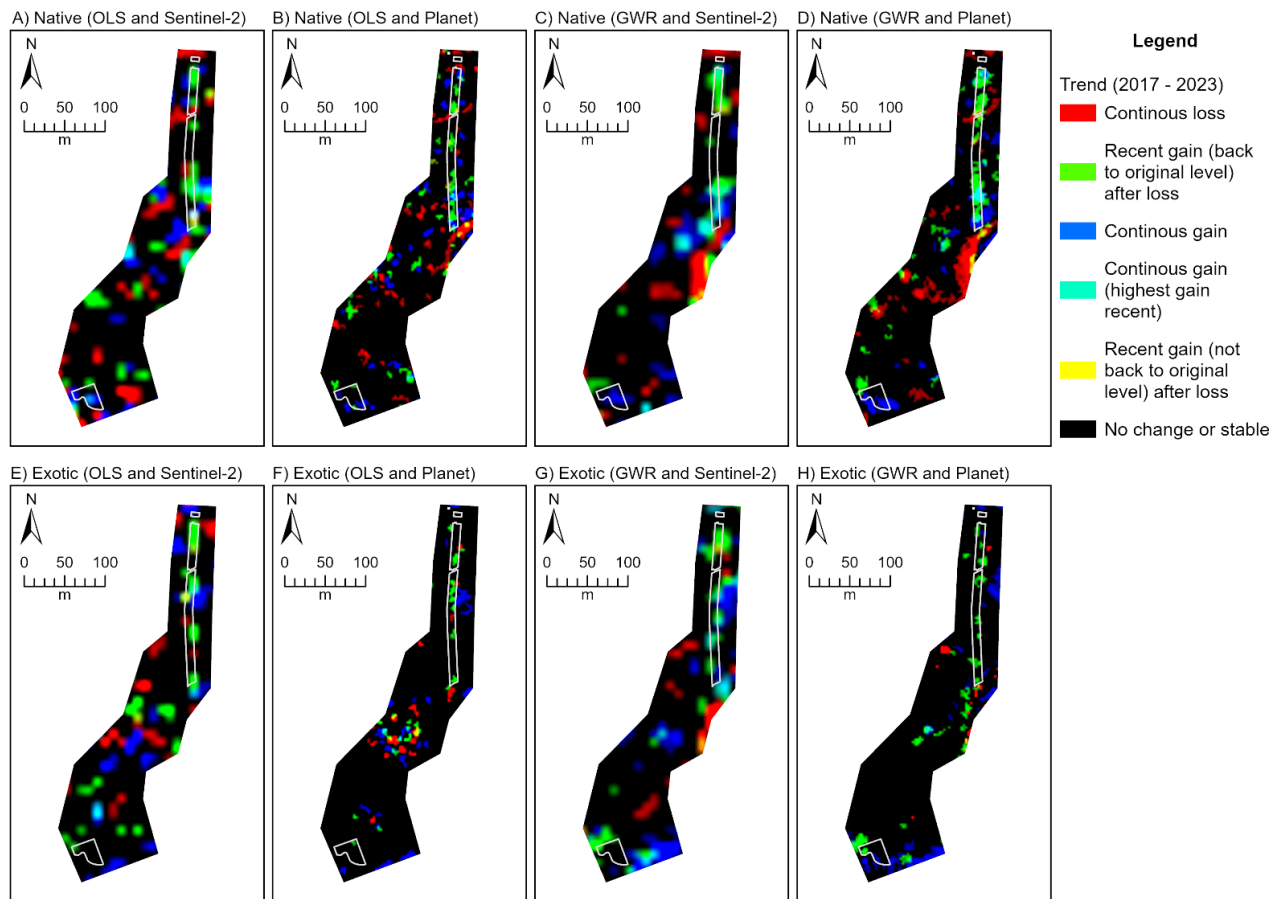 A) Native (OLS and Sentinel-2)
B) Native (OLS and Planet)
C) Native (GWR and Sentinel-2)
D) Native (GWR and Planet)
N
0 50 100
m
N
0 50 100
m
N
0 50 100
m
N
0 50 100
m
Legend
Trend (2017 - 2023)
Continous loss
Recent gain (back
to original level) after
loss
Continous gain
Continous gain
(highest gain
recent)
Recent gain (not
back to original
level) after loss
No change or stable
E) Exotic (OLS and Sentinel-2)
F) Exotic (OLS and Planet)
G) Exotic (GWR and Sentinel-2)
H) Exotic (GWR and Planet)
N
0 50 100
m
N
0 50 100
m
N
0 50 100
m
N
0 50 100
m